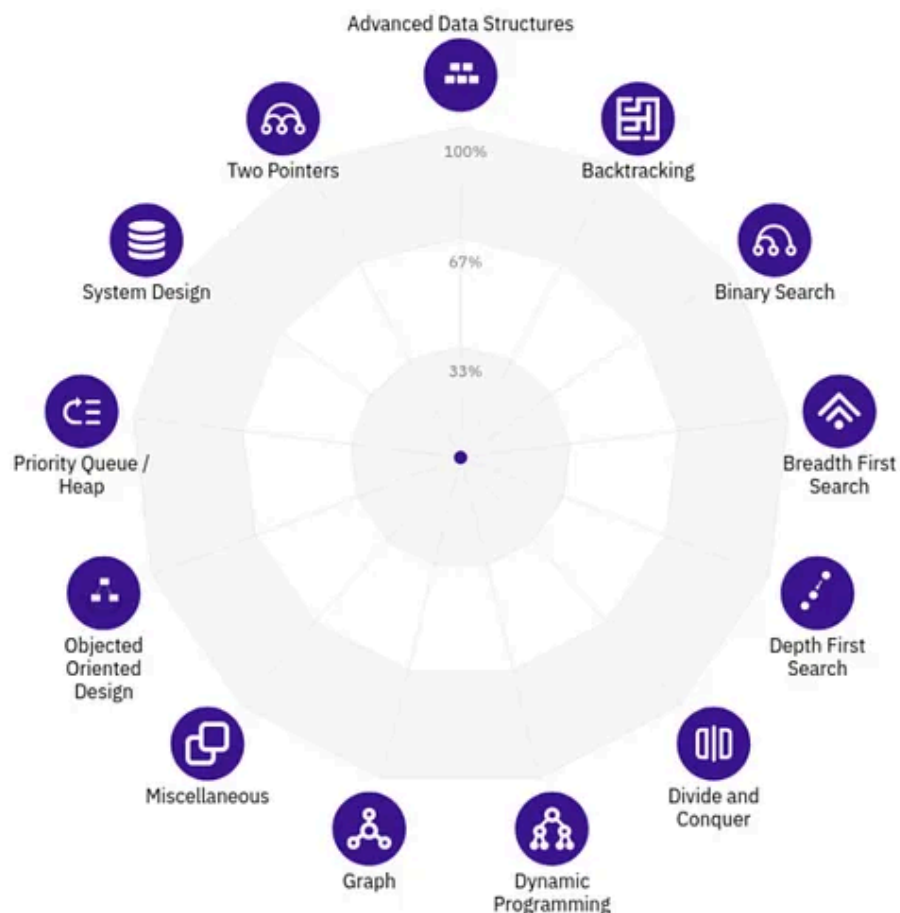 Advanced Data Structures
Two Pointers
100%
Backtracking
67%
System Design
Binary Search
33%
Priority Queue /
Heap
Breadth First
Search
Objected
Oriented
Design
Depth First
Search
Miscellaneous
Divide and
Conquer
Graph
Dynamic
Programming